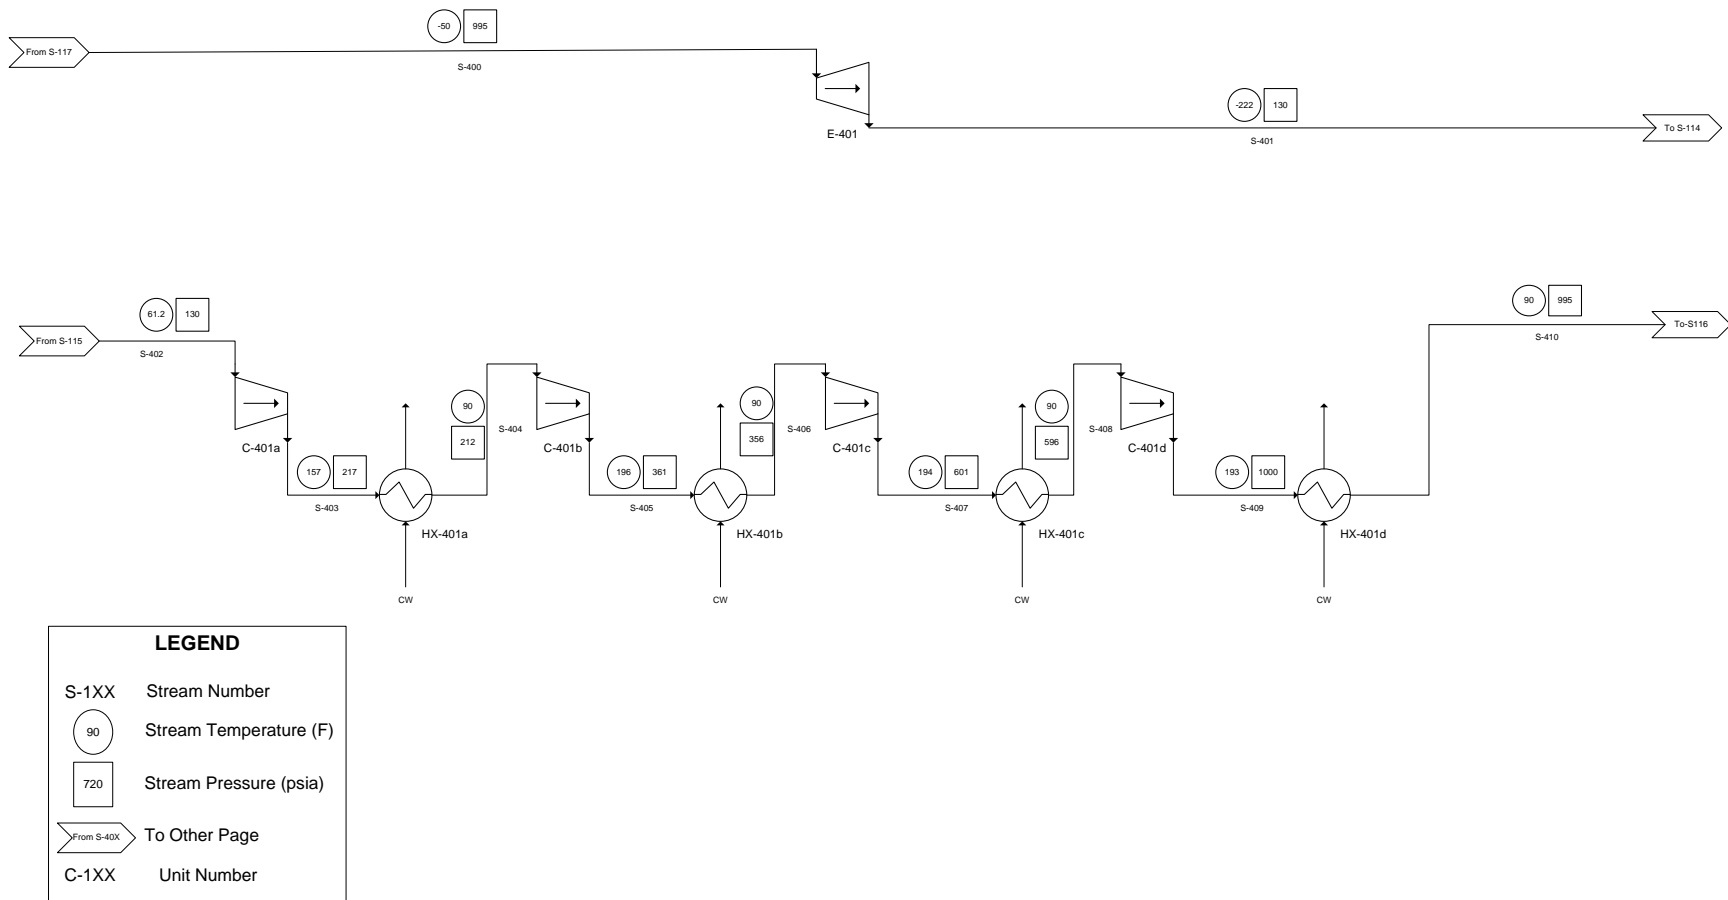 -50 995
From S-117
S-400
E-401
-222 130
S-401
To S-114
61.2 130
From S-115
S-402
C-401a
157 217
S-403
HX-401a
CW
90
212
S-404
C-401b
196 361
S-405
HX-401b
CW
90
356
S-406
C-401c
194 601
S-407
HX-401c
CW
90
596
S-408
C-401d
193 1000
S-409
HX-401d
CW
90 995
S-410
To-S116
LEGEND
S-1XX Stream Number
90 Stream Temperature (F)
720 Stream Pressure (psia)
From S-40X To Other Page
C-1XX Unit Number